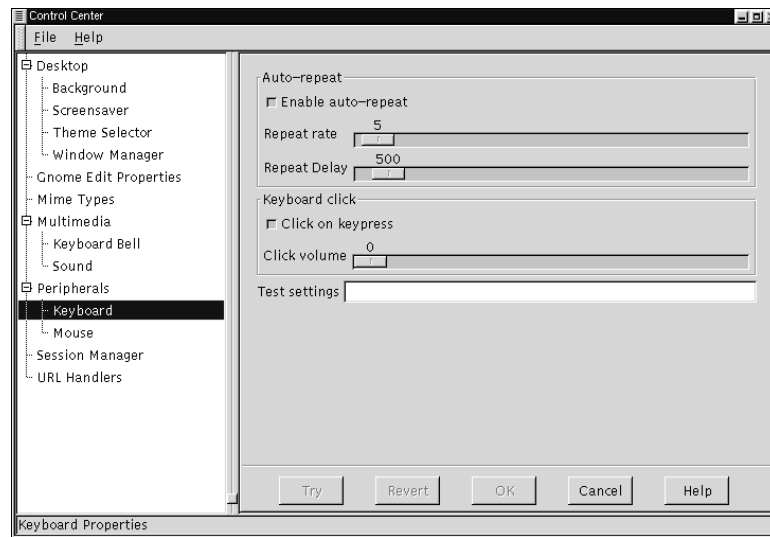 Control Center
File Help
Desktop
Background
Screensaver
Theme Selector
Window Manager
Gnome Edit Properties
Mime Types
Multimedia
Keyboard Bell
Sound
Peripherals
Keyboard
Mouse
Session Manager
URL Handlers
Auto-repeat
Enable auto-repeat
5
Repeat rate
500
Repeat Delay
Keyboard click
Click on keypress
0
Click volume
Test settings
Try Revert OK Cancel Help
Keyboard Properties